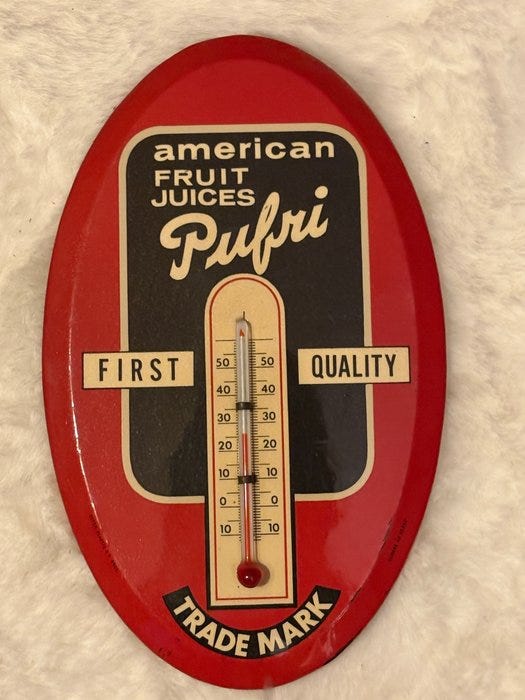 american
FRUIT
JUICES
Pufri
FIRST QUALITY
50 50
40 40
30 30
20 20
10 10
0 0
10 10
TRADE MARK